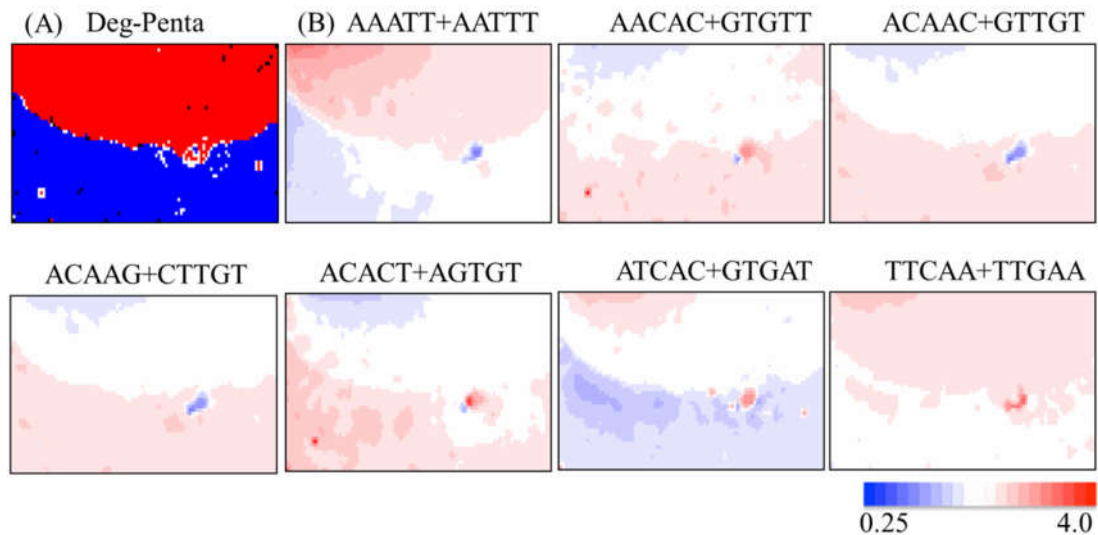 (A) Deg-Penta (B) AAATT+AATTT AACAC+GTGTT ACAAC+GTTGT
ACAAG+CTTGT ACACT+AGTGT ATCAC+GTGAT TTCAA+TTGAA
0.25 4.0